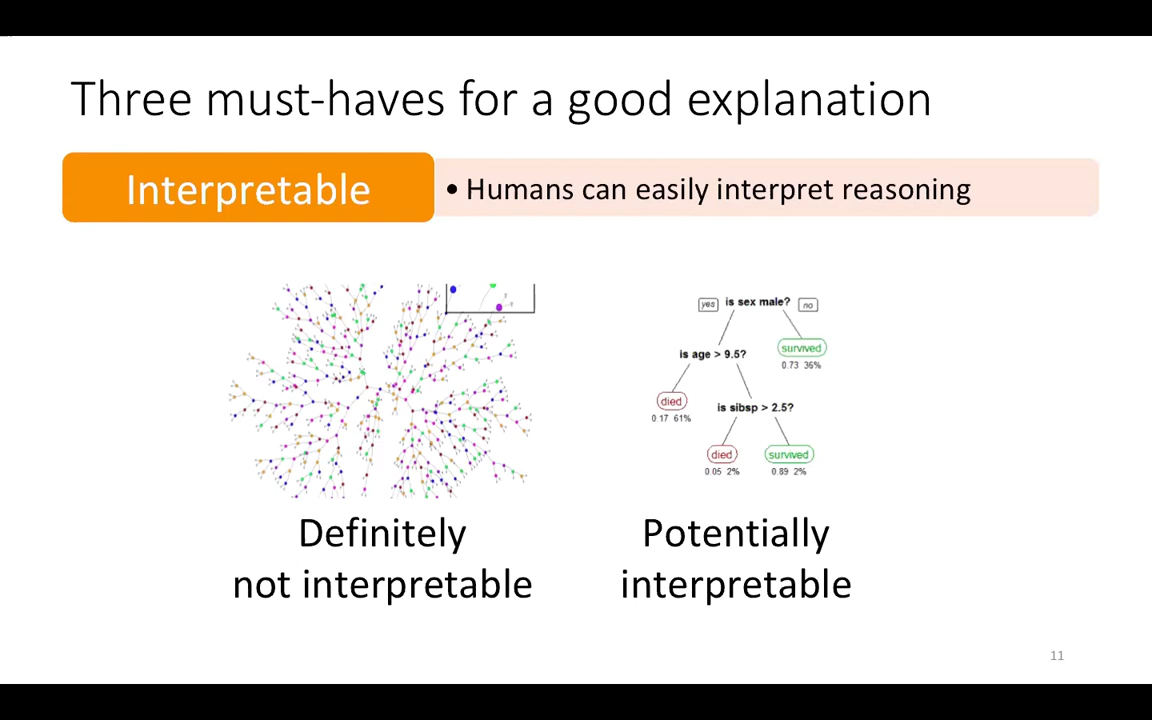 Three must-haves for a good explanation
Interpretable
• Humans can easily interpret reasoning
yes is sex male? no
is age > 9.5?
survived
0.73 36%
died
0.17 61%
is sibsp > 2.5?
died
0.05 2%
survived
0.89 2%
Definitely
not interpretable
Potentially
interpretable
11